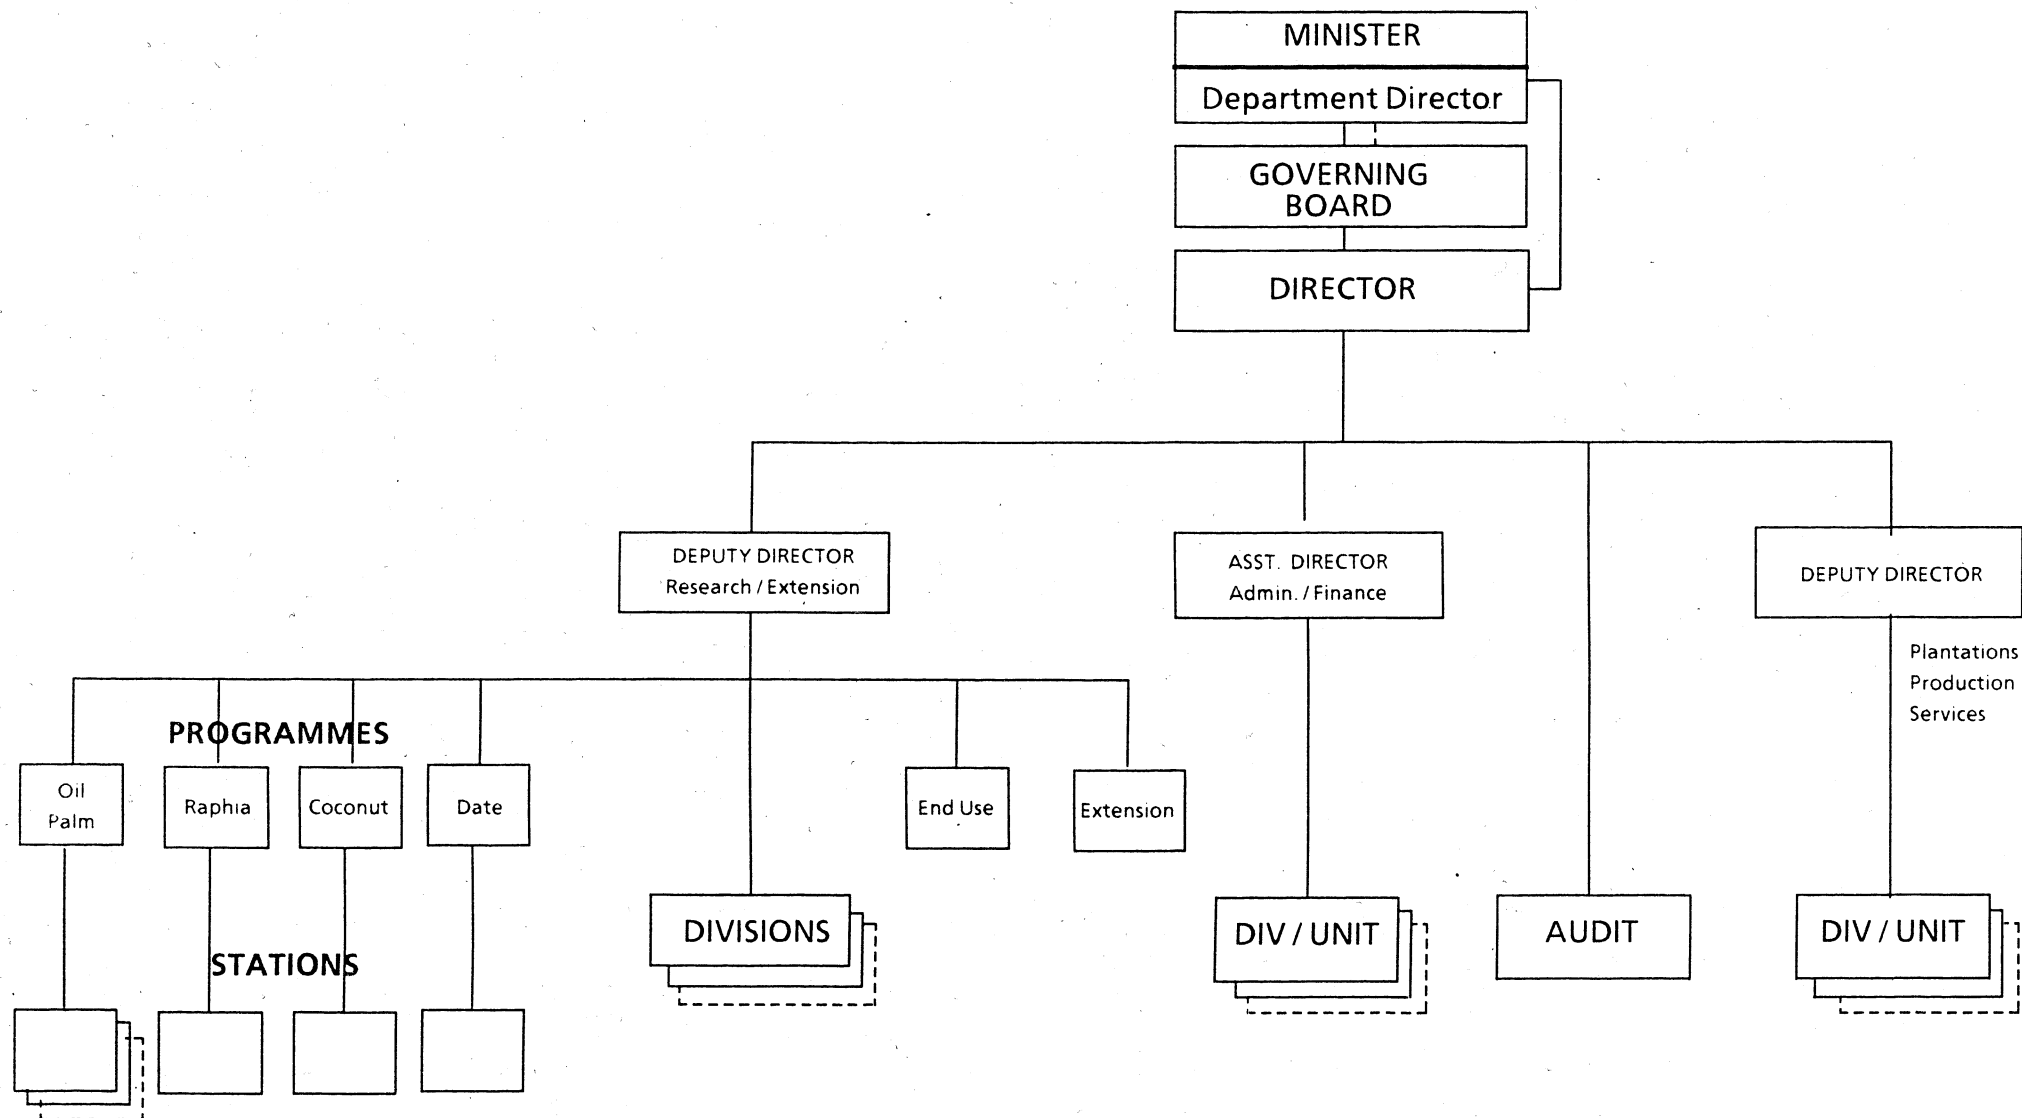 MINISTER
Department Director
GOVERNING
BOARD
DIRECTOR
DEPUTY DIRECTOR
Research / Extension
ASST. DIRECTOR
Admin. / Finance
DEPUTY DIRECTOR
Plantations
Production
Services
PROGRAMMES
Oil
Palm
Raphia
Coconut
Date
End Use
Extension
DIVISIONS
DIV / UNIT
AUDIT
DIV / UNIT
STATIONS